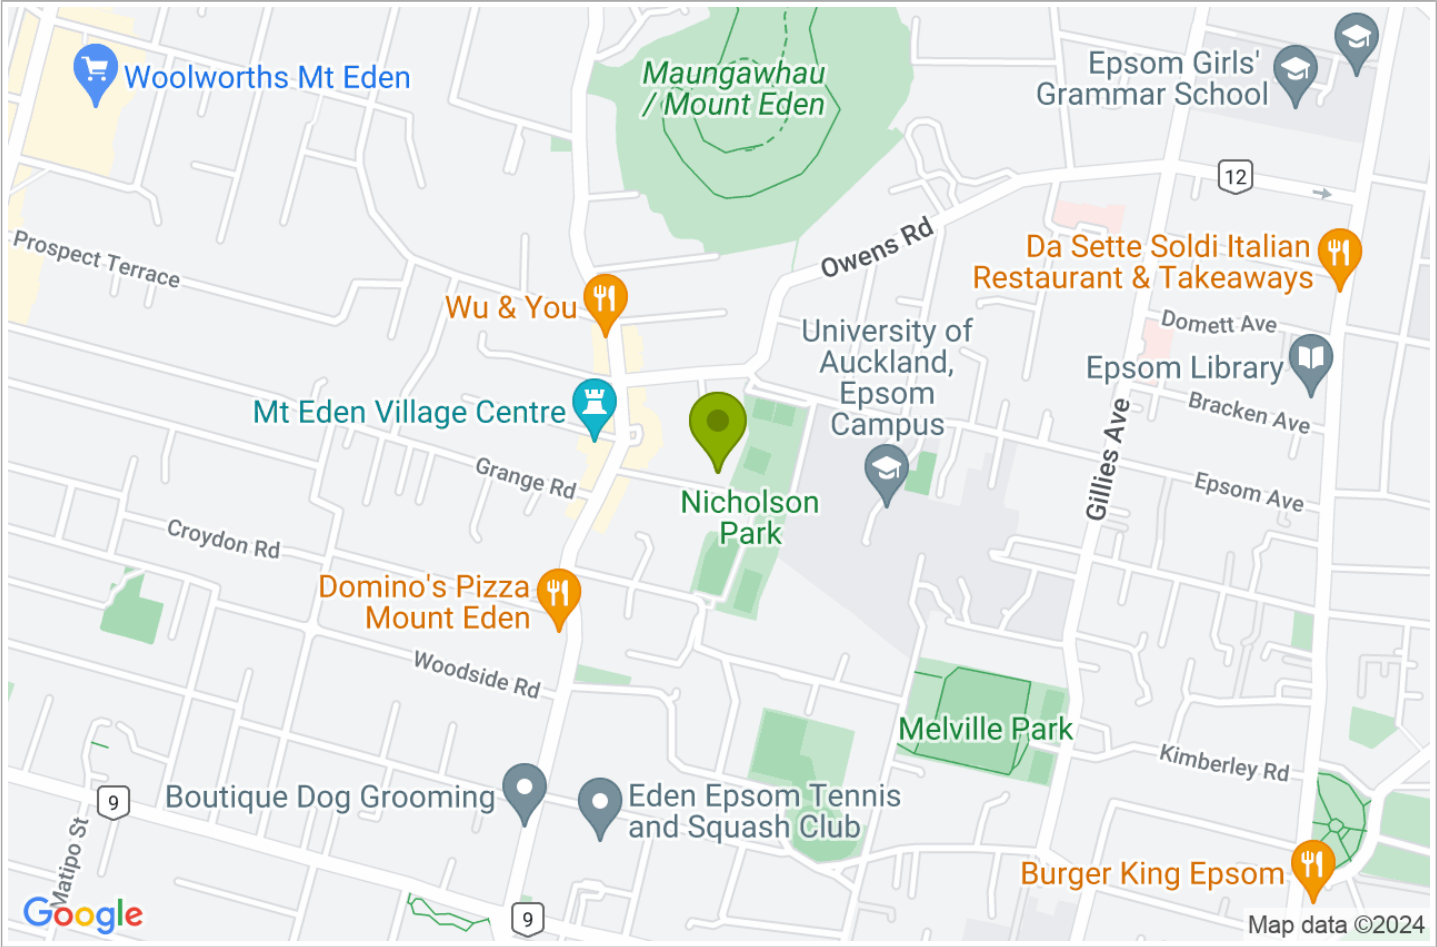 Maungawhau
/ Mount Eden
Epsom Girls'
Grammar School
Woolworths Mt Eden
12
Prospect Terrace
Owens Rd
Da Sette Soldi Italian
Restaurant & Takeaways
Wu & You
Domett Ave
University of
Auckland,
Epsom
Campus
Epsom Library
Mt Eden Village Centre
Bracken Ave
Gillies Ave
Grange Rd
Epsom Ave
Nicholson
Park
Croydon Rd
Domino's Pizza
Mount Eden
Woodside Rd
Melville Park
Kimberley Rd
Boutique Dog Grooming
Eden Epsom Tennis
and Squash Club
9
Matipo St
Burger King Epsom
Google
9
Map data ©2024